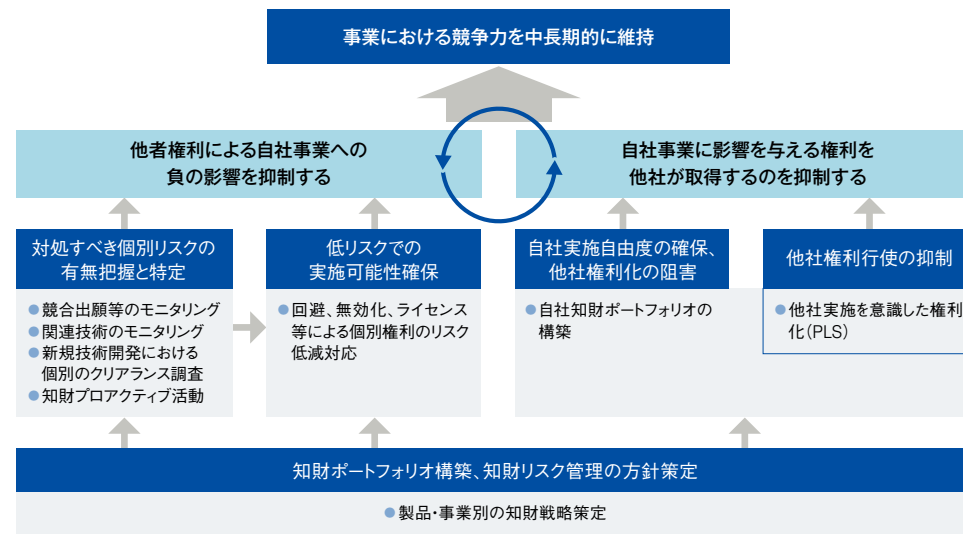 事業における競争力を中長期的に維持
他者権利による自社事業への
負の影響を抑制する
自社事業に影響を与える権利を
他社が取得するのを抑制する
対処すべき個別リスクの
有無把握と特定
●競合出願等のモニタリング
●関連技術のモニタリング
●新規技術開発における
個別のクリアランス調査
●知財プロアクティブ活動
低リスクでの
実施可能性確保
●回避、無効化、ライセンス
等による個別権利のリスク
低減対応
自社実施自由度の確保、
他社権利化の阻害
●自社知財ポートフォリオの
構築
他社権利行使の抑制
●他社実施を意識した権利
化（PLS）
知財ポートフォリオ構築、知財リスク管理の方針策定
●製品・事業別の知財戦略策定